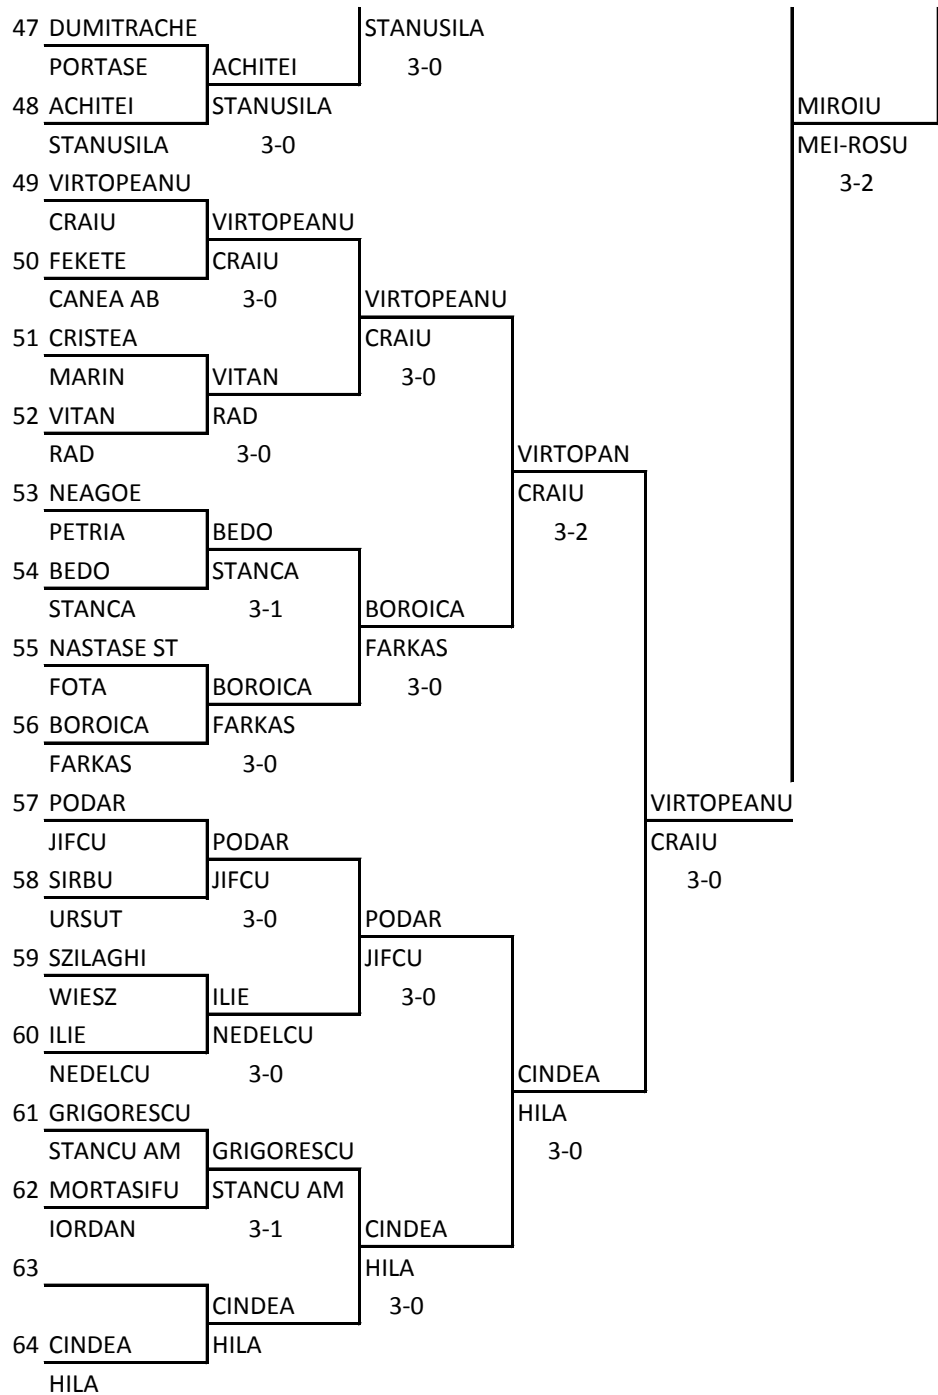 47 DUMITRACHE STANUSILA
PORTASE ACHITEI 3-0
48 ACHITEI STANUSILA MIROIU
STANUSILA 3-0 MEI-ROSU
49 VIRTOPEANU 3-2
CRAIU VIRTOPEANU
50 FEKETE CRAIU
CANEA AB 3-0 VIRTOPEANU
51 CRISTEA CRAIU
MARIN VITAN 3-0
52 VITAN RAD
RAD 3-0 VIRTOPAN
53 NEAGOE CRAIU
PETRIA BEDO 3-2
54 BEDO STANCA
STANCA 3-1 BOROICA
55 NASTASE ST FARKAS
FOTA BOROICA 3-0
56 BOROICA FARKAS
FARKAS 3-0
57 PODAR VIRTOPEANU
JIFCU PODAR CRAIU
58 SIRBU JIFCU 3-0
URSUT 3-0 PODAR
59 SZILAGHI JIFCU
WIESZ ILIE 3-0
60 ILIE NEDELCU
NEDELCU 3-0 CINDEA
61 GRIGORESCU HILA
STANCU AM GRIGORESCU 3-0
62 MORTASIFU STANCU AM
IORDAN 3-1 CINDEA
63 HILA
CINDEA 3-0
64 CINDEA HILA
HILA